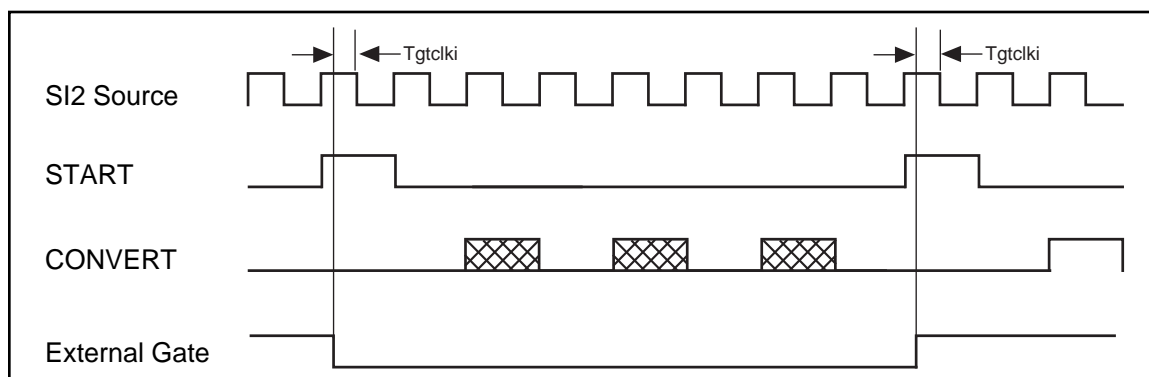 Tgtclki Tgtclki
SI2 Source
START
CONVERT
External Gate